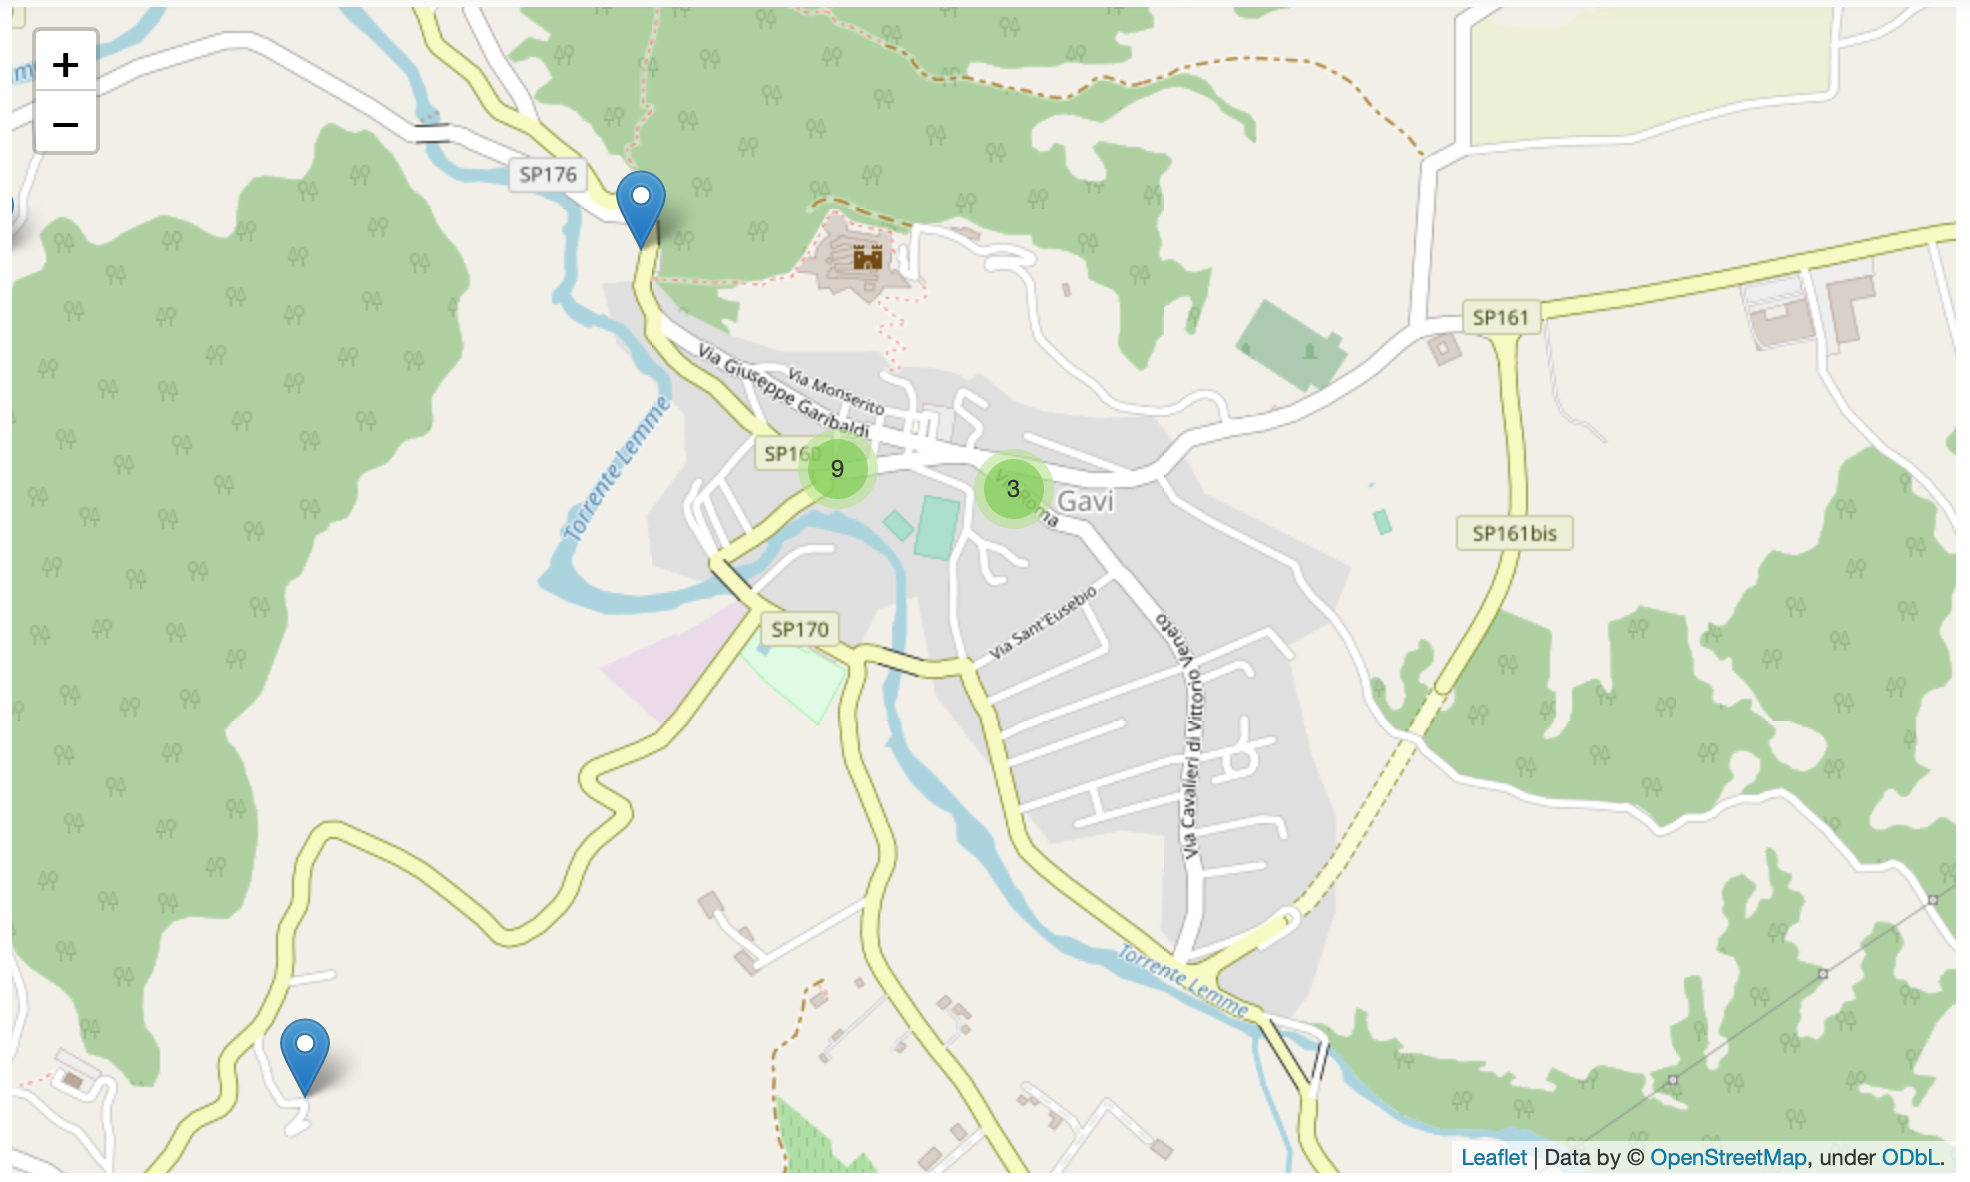 +
−
SP176
SP161
Via Monserito
Via Giuseppe Garibaldi
SP160
9
3
Roma
Gavi
Torrente Lemme
SP161bis
Via Sant'Eusebio
SP170
Via Cavalieri di Vittorio Veneto
Torrente Lemme
Leaflet | Data by © OpenStreetMap, under ODbL.